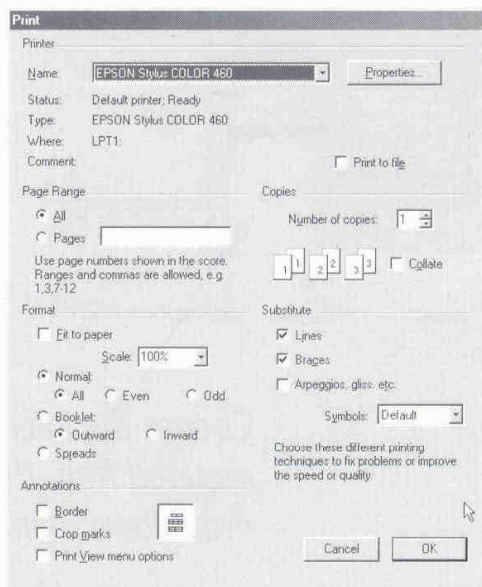 Print
Printer
Name: EPSON Stylus COLOR 460 Properties...
Status: Default printer; Ready
Type: EPSON Stylus COLOR 460
Where: LPT1:
Comment: Print to file
Page Range
All
Pages
Use page numbers shown in the score.
Ranges and commas are allowed, e.g.
1,3,7-12
Copies
Number of copies: 1
1 1 2 2 3 3 Collate
Format
Fit to paper
Scale: 100%
Normal:
All Even Odd
Booklet:
Outward Inward
Spreads
Substitute
Lines
Braces
Arpeggios, gliss. etc.
Symbols: Default
Choose these different printing
techniques to fix problems or improve
the speed or quality.
Annotations
Border
Crop marks
Print View menu options
Cancel OK